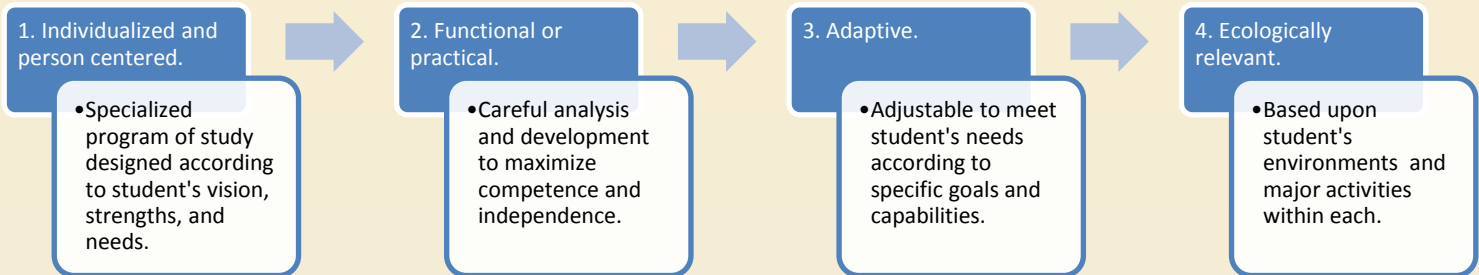 1. Individualized and
person centered.
•Specialized
program of study
designed according
to student's vision,
strengths, and
needs.
2. Functional or
practical.
•Careful analysis
and development
to maximize
competence and
independence.
3. Adaptive.
•Adjustable to meet
student's needs
according to
specific goals and
capabilities.
4. Ecologically
relevant.
•Based upon
student's
environments and
major activities
within each.